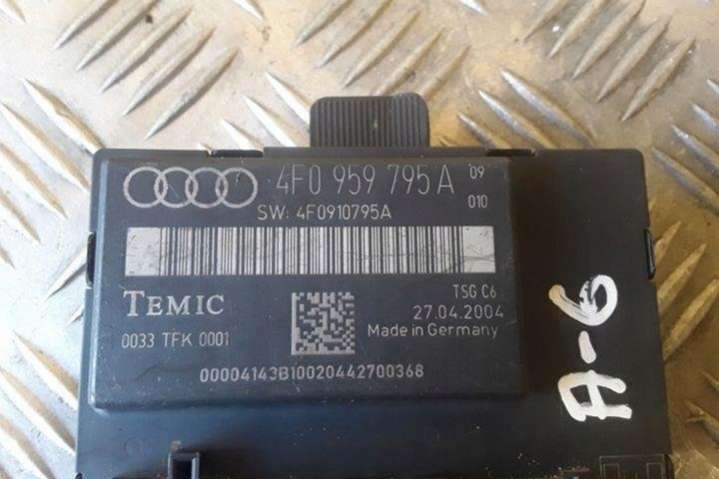 4F0 959 795 A 09
010
SW: 4F0910795A
TEMIC
TSG C6
27.04.2004
0033 TFK 0001
Made in Germany
00004143B10020442700368
A-6